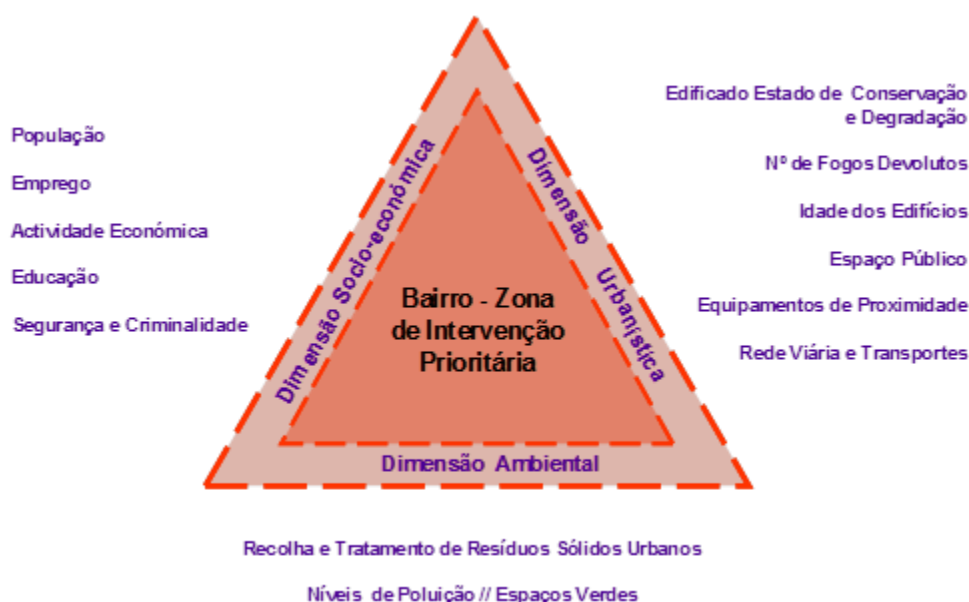 População
Emprego
Actividade Económica
Educação
Segurança e Criminalidade
Dimensão Socio-económica
Bairro - Zona
de Intervenção
Prioritária
Dimensão Urbanística
Dimensão Ambiental
Edificado Estado de Conservação
e Degradação
Nº de Fogos Devolutos
Idade dos Edifícios
Espaço Público
Equipamentos de Proximidade
Rede Viária e Transportes
Recolha e Tratamento de Resíduos Sólidos Urbanos
Níveis de Poluição // Espaços Verdes